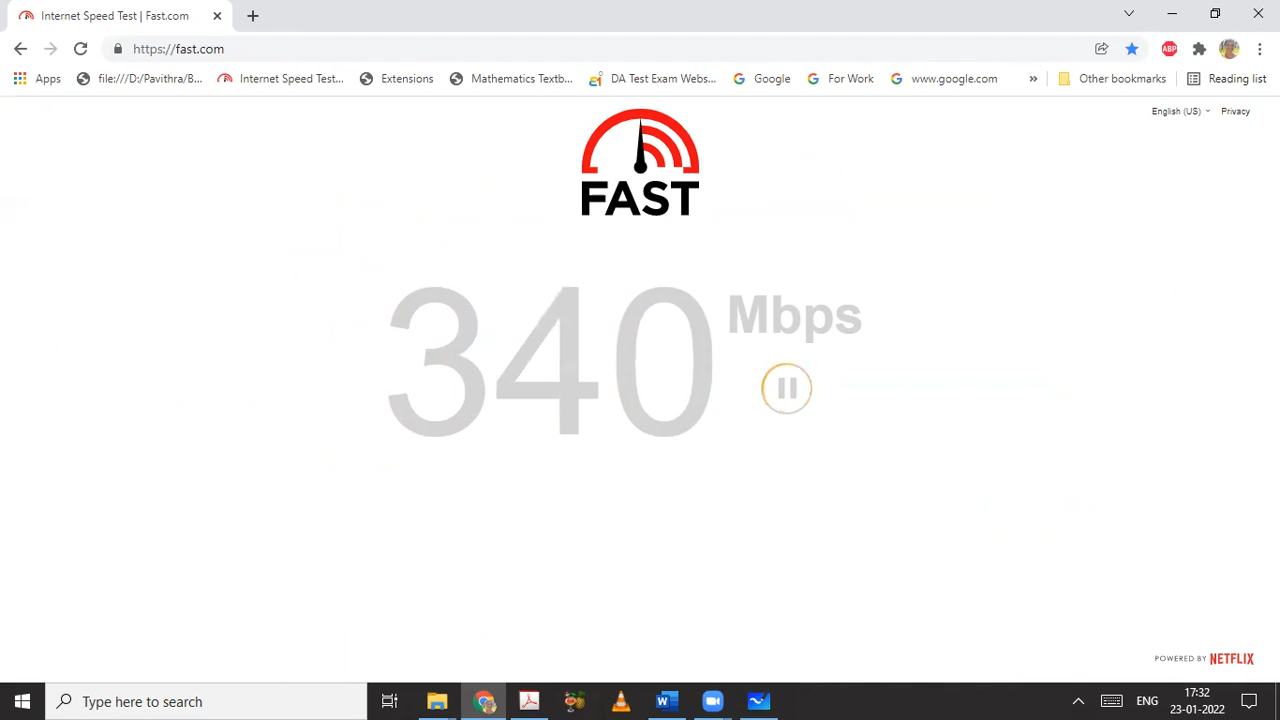 Internet Speed Test | Fast.com
https://fast.com
ABP
Apps
file:///D:/Pavithra/B...
Internet Speed Test...
Extensions
Mathematics Textb...
DA Test Exam Webs...
Google
For Work
www.google.com
»
Other bookmarks
Reading list
English (US)
Privacy
FAST
340 Mbps
POWERED BY NETFLIX
Type here to search
ENG
17:32
23-01-2022